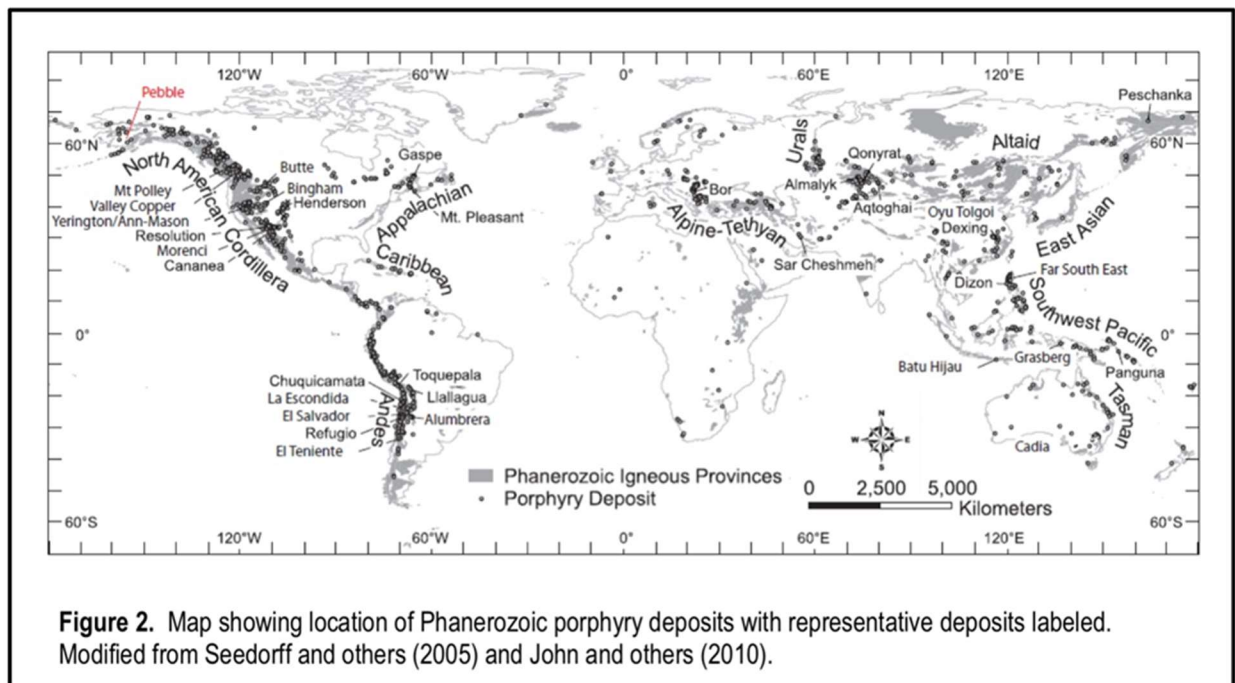 120°W 60°W 0° 60°E 120°E
Pebble
Peschanka
60°N
60°N
North American Cordillera
Butte
Gaspe
Urals
Qonyrat
Altaid
Mt Polley
Bingham
Bor
Almalyk
Valley Copper
Henderson
Appalachian
Mt. Pleasant
Alpine-Tethyan
Aqtoghai
Oyu Tolgoi
Yerington/Ann-Mason
Dexing
East Asian
Resolution
Morenci
Caribbean
Sar Cheshmeh
Far South East
Cananea
Dizon
Southwest Pacific
0°
0°
Batu Hijau
Grasberg
Panguna
Chuquicamata
Toquepala
La Escondida
Llallagua
El Salvador
Andes
Alumbrera
Tasman
Refugio
El Teniente
Cadia
N
W E
S
Phanerozoic Igneous Provinces
Porphyry Deposit
0 2,500 5,000
Kilometers
60°S
60°S
120°W 60°W 0° 60°E 120°E
Figure 2. Map showing location of Phanerozoic porphyry deposits with representative deposits labeled.
Modified from Seedorff and others (2005) and John and others (2010).